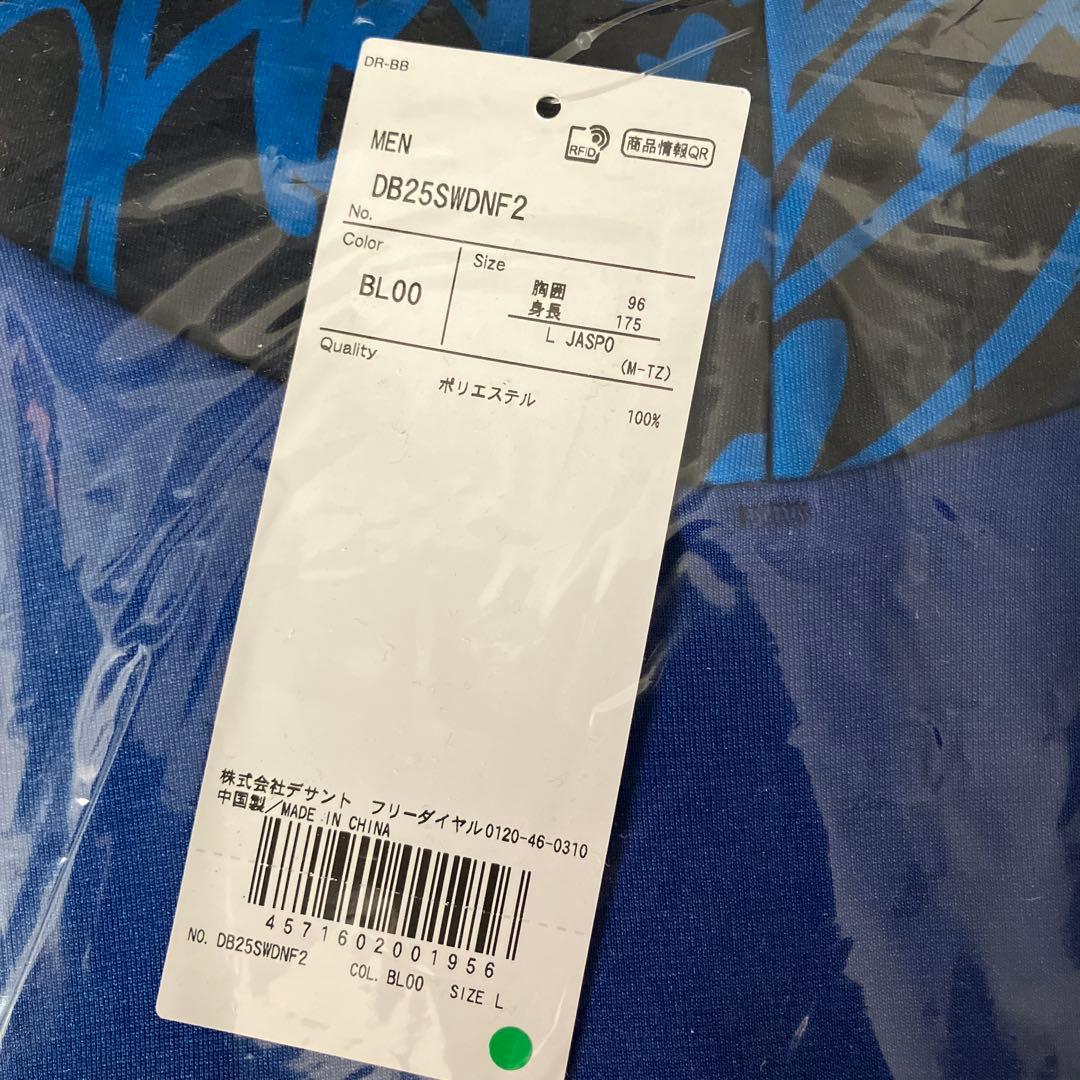 DR-BB
MEN
RFID
商品情報QR
DB25SWDNF2
No.
Color
Size
BL00
胸囲 96
身長 175
L JASPO
(M-TZ)
Quality
ポリエステル 100%
株式会社デサント フリーダイヤル0120-46-0310
中国製/MADE IN CHINA
4571602001956
NO. DB25SWDNF2 COL. BL00 SIZE L